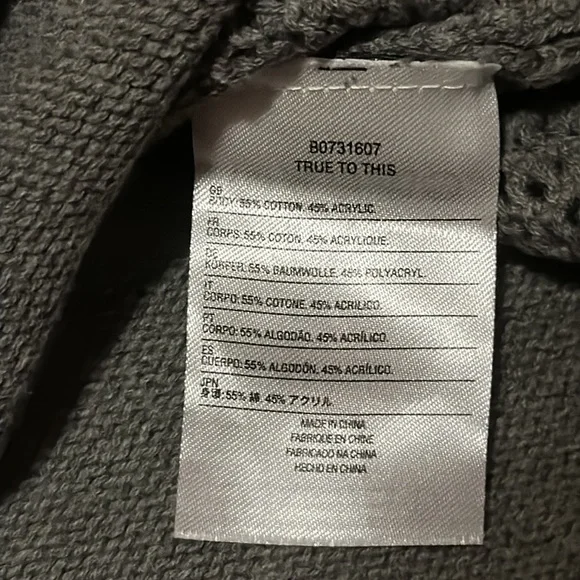 B0731607
TRUE TO THIS
GB
BODY: 55% COTTON. 45% ACRYLIC.
FR
CORPS: 55% COTON. 45% ACRYLIQUE.
DE
KÖRPER: 55% BAUMWOLLE. 45% POLYACRYL.
IT
CORPO: 55% COTONE. 45% ACRILICO.
PT
CORPO: 55% ALGODÃO. 45% ACRÍLICO.
ES
CUERPO: 55% ALGODÓN. 45% ACRÍLICO.
JPN
身頃: 55% 綿 45% アクリル
MADE IN CHINA
FABRIQUE EN CHINE
FABRICADO NA CHINA
HECHO EN CHINA